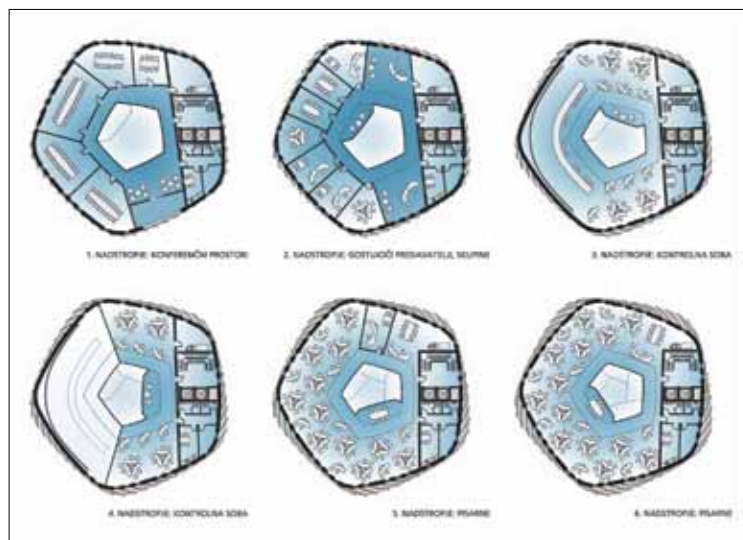 1. NADSTROPJE: KONFERENČNI PROSTORI
2. NADSTROPJE: GOSTUJOČI PREDAVATELJI, SKUPINE
3. NADSTROPJE: KONTROLNA SOBA
4. NADSTROPJE: KONTROLNA SOBA
5. NADSTROPJE: PISARNE
6. NADSTROPJE: PISARNE